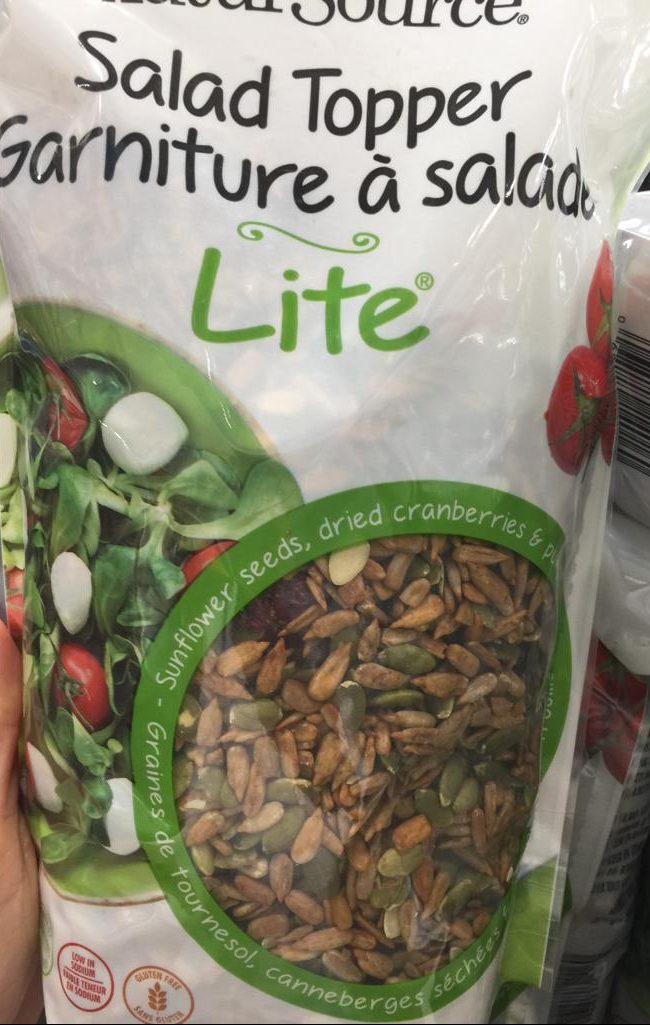 Source®
Salad Topper
Garniture à salade
Lite®
- Sunflower seeds, dried cranberries &
- Graines de tournesol, canneberges séchées
LOW IN
SODIUM
FAIBLE TENEUR
EN SODIUM
GLUTEN FREE
SANS GLUTEN